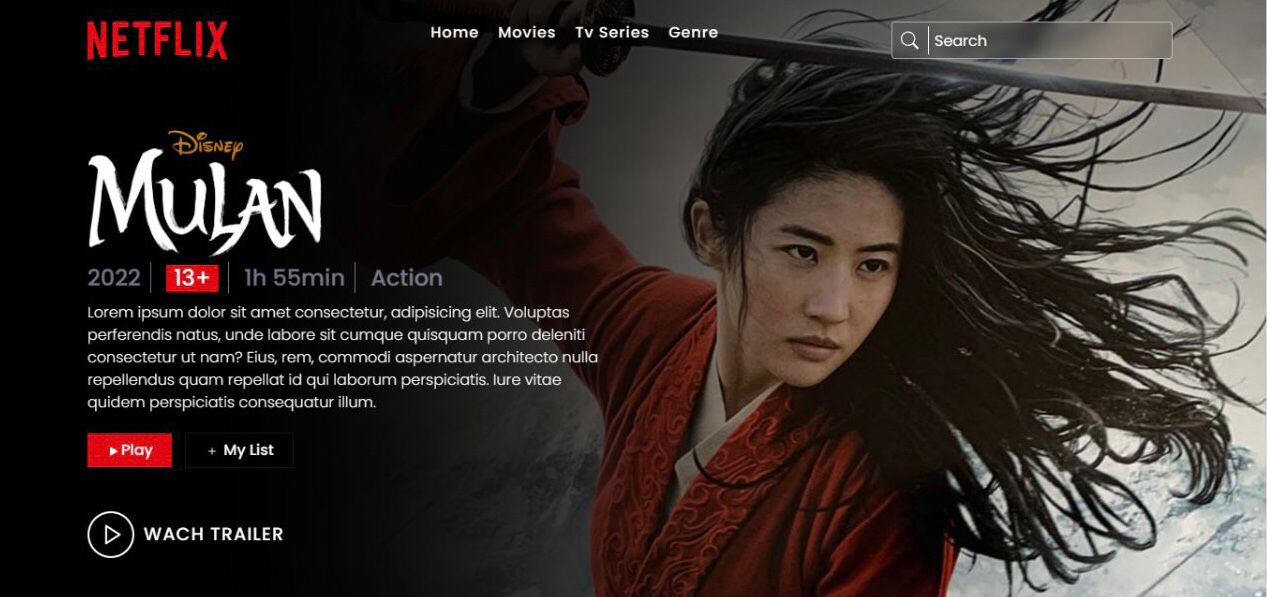 NETFLIX
Home Movies Tv Series Genre
Search
Disney
MULAN
2022 13+ 1h 55min Action
Lorem ipsum dolor sit amet consectetur, adipisicing elit. Voluptas
perferendis natus, unde labore sit cumque quisquam porro deleniti
consectetur ut nam? Eius, rem, commodi aspernatur architecto nulla
repellendus quam repellat id qui laborum perspiciatis. Iure vitae
quidem perspiciatis consequatur illum.
Play + My List
WACH TRAILER